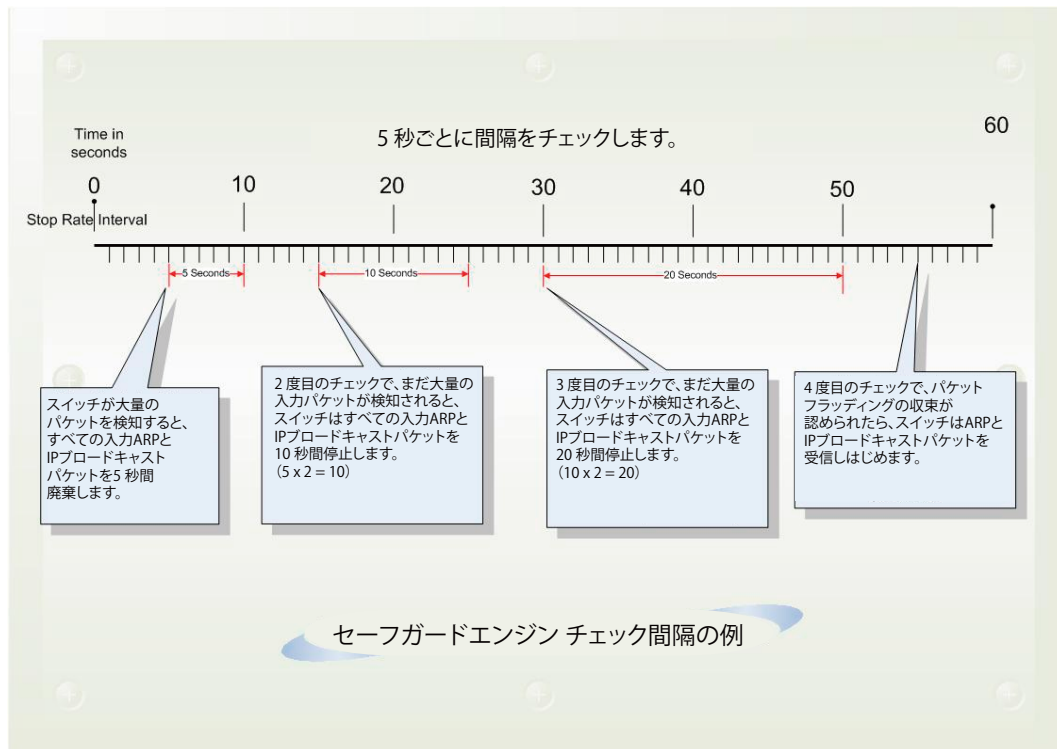 Time in
seconds
5 秒ごとに間隔をチェックします。
60
0
10
20
30
40
50
Stop Rate Interval
5 Seconds
10 Seconds
20 Seconds
スイッチが大量の
パケットを検知すると、
すべての入力ARPと
IPブロードキャスト
パケットを5 秒間
廃棄します。
2 度目のチェックで、まだ大量の
入力パケットが検知されると、
スイッチはすべての入力ARPと
IPブロードキャストパケットを
10 秒間停止します。
(5 x 2 = 10)
3 度目のチェックで、まだ大量の
入力パケットが検知されると、
スイッチはすべての入力ARPと
IPブロードキャストパケットを
20 秒間停止します。
(10 x 2 = 20)
4 度目のチェックで、パケット
フラッディングの収束が
認められたら、スイッチはARPと
IPブロードキャストパケットを
受信しはじめます。
セーフガードエンジン チェック間隔の例